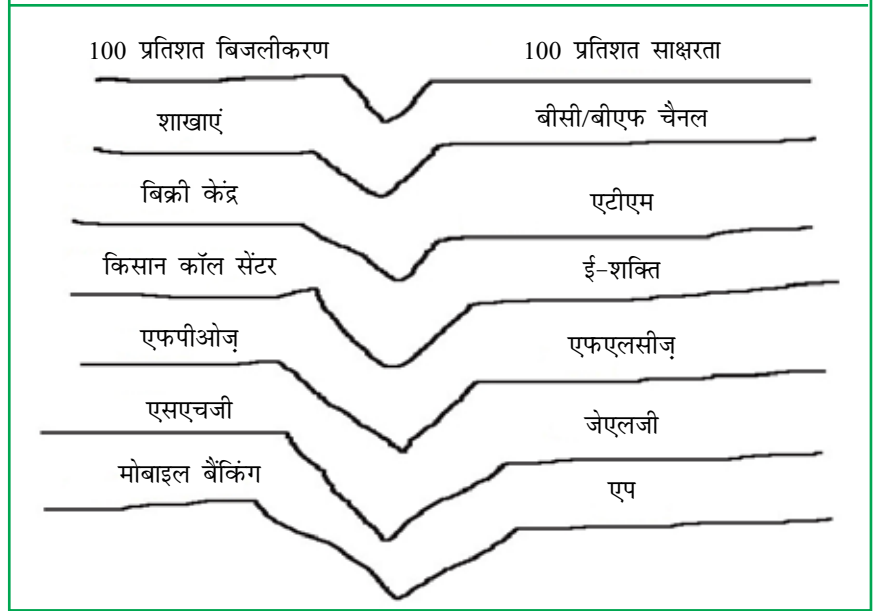 100 प्रतिशत बिजलीकरण 100 प्रतिशत साक्षरता
शाखाएं बीसी/बीएफ चैनल
बिक्री केंद्र एटीएम
किसान कॉल सेंटर ई-शक्ति
एफपीओज़ एफएलसीज़
एसएचजी जेएलजी
मोबाइल बैंकिंग एप